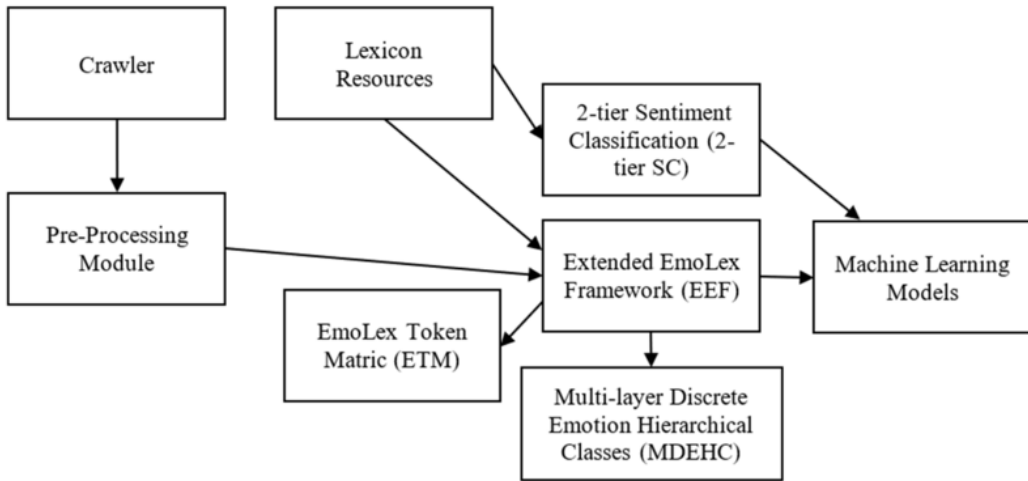 Crawler
Lexicon
Resources
2-tier Sentiment
Classification (2-
tier SC)
Pre-Processing
Module
Extended EmoLex
Framework (EEF)
Machine Learning
Models
EmoLex Token
Matric (ETM)
Multi-layer Discrete
Emotion Hierarchical
Classes (MDEHC)